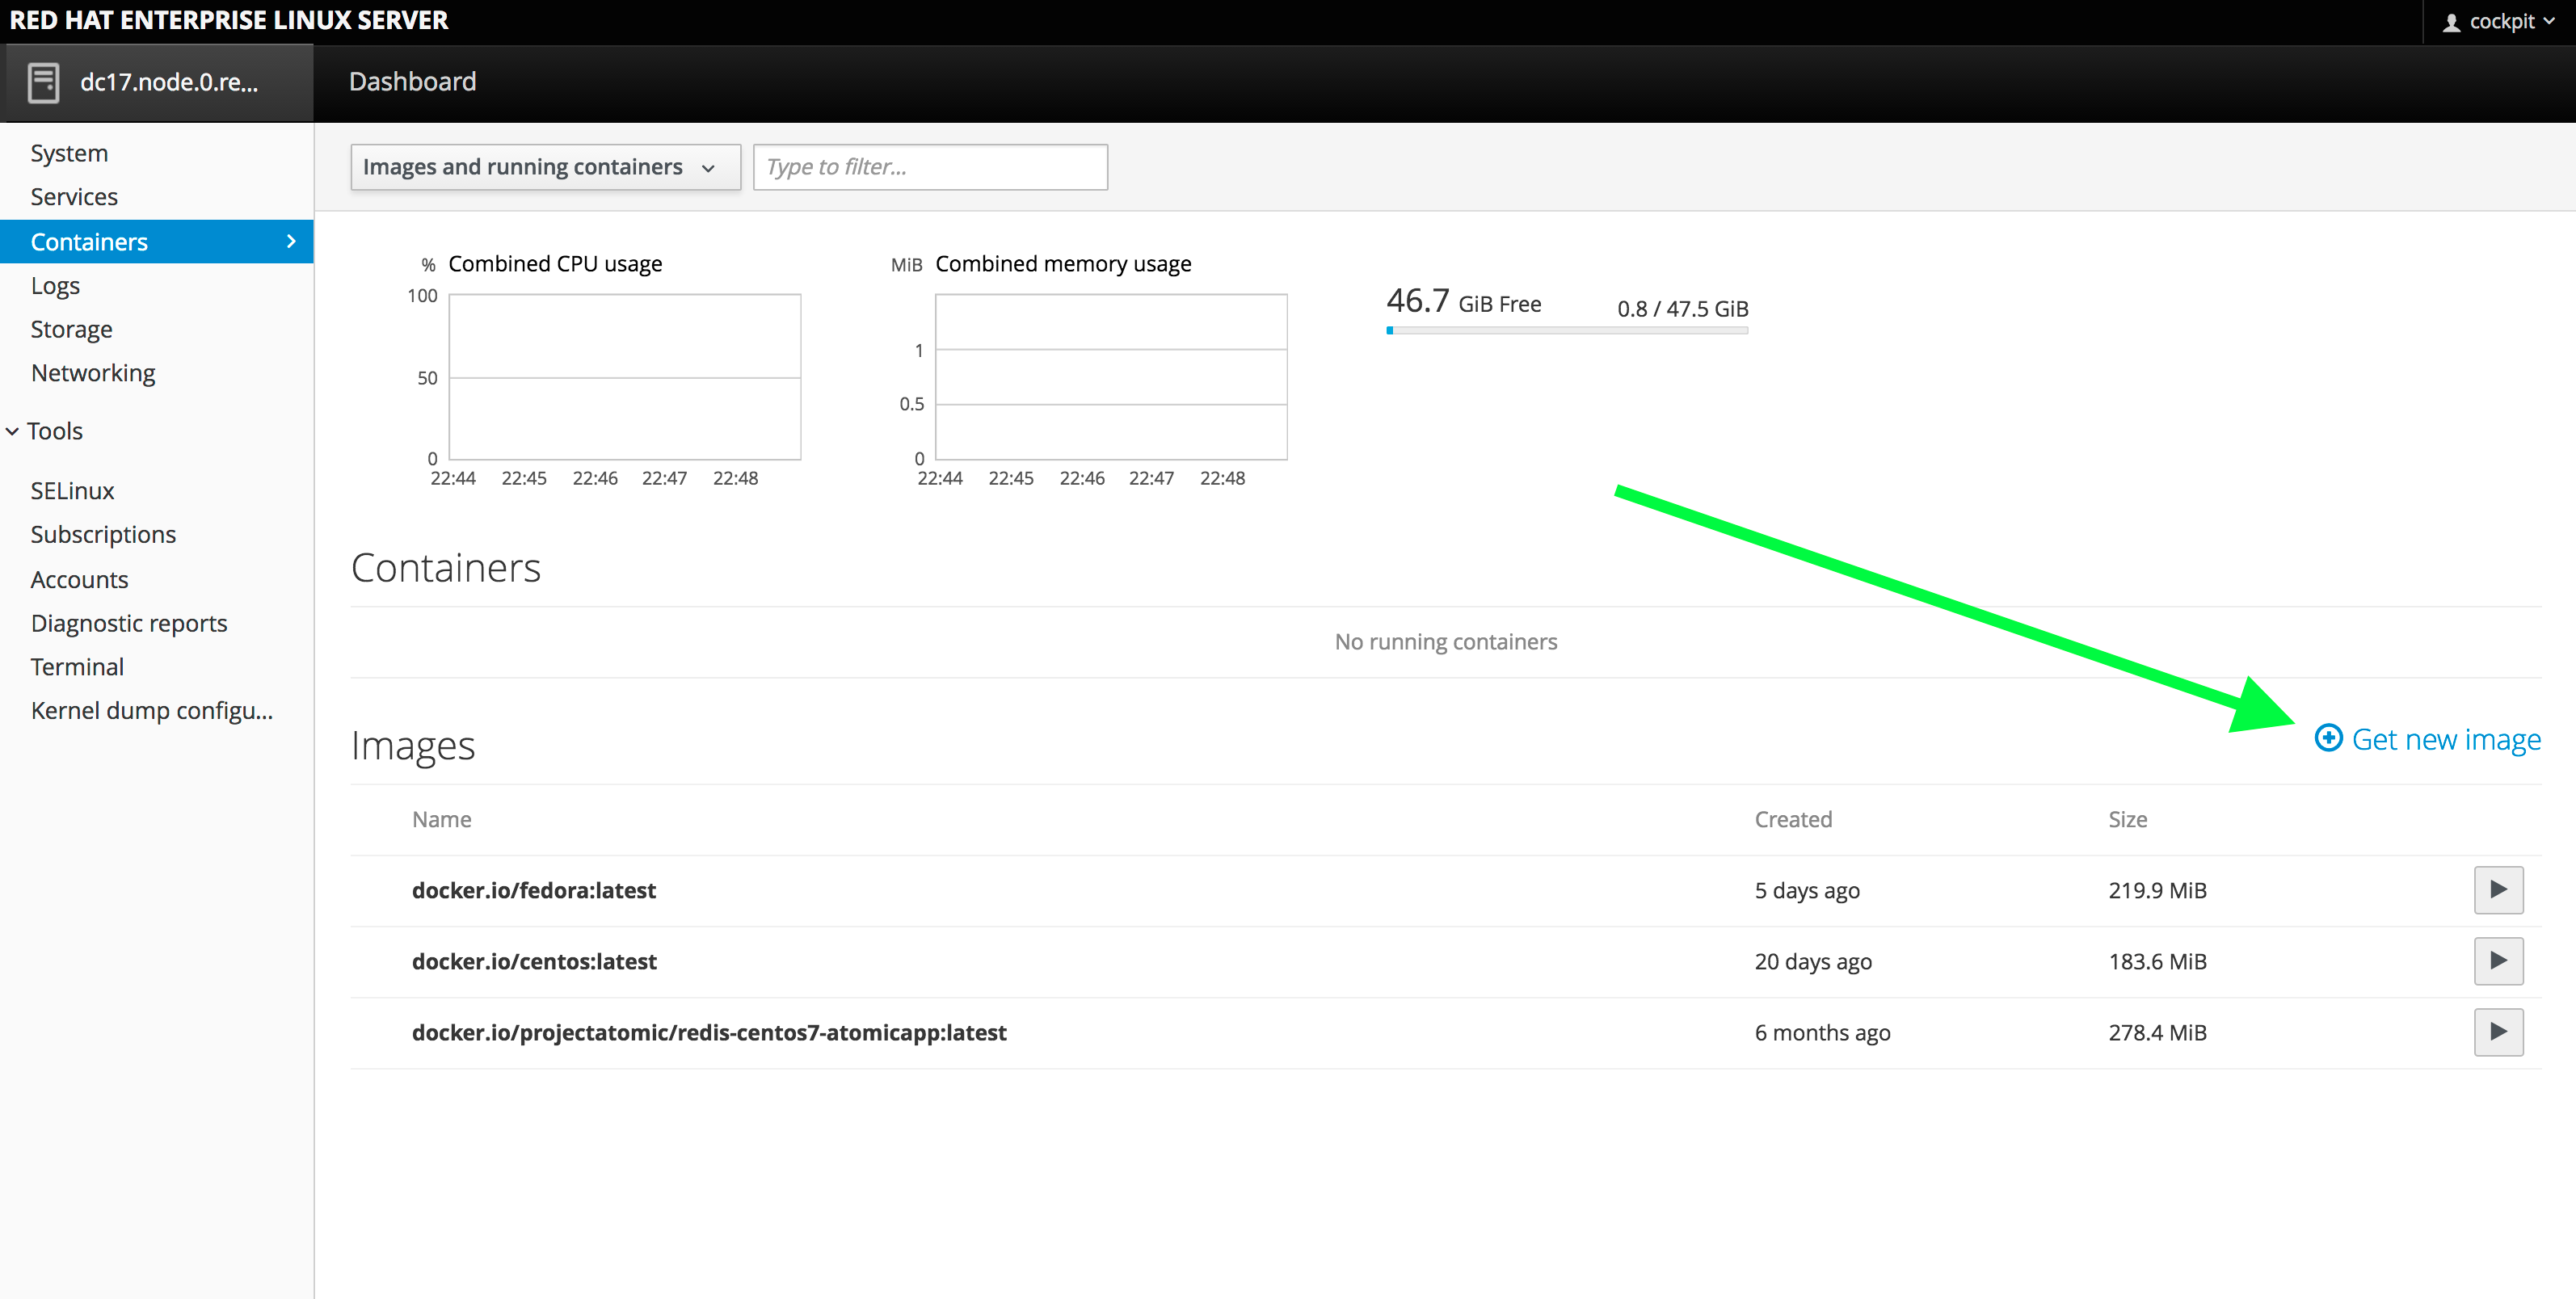 RED HAT ENTERPRISE LINUX SERVER
cockpit
dc17.node.0.re...
Dashboard
System
Services
Containers
Logs
Storage
Networking
Tools
SELinux
Subscriptions
Accounts
Diagnostic reports
Terminal
Kernel dump configu...
Images and running containers
Type to filter...
% Combined CPU usage
100
50
0
22:44 22:45 22:46 22:47 22:48
MiB Combined memory usage
1
0.5
0
22:44 22:45 22:46 22:47 22:48
46.7 GiB Free 0.8 / 47.5 GiB
Containers
No running containers
Images
Get new image
Name Created Size
docker.io/fedora:latest 5 days ago 219.9 MiB
docker.io/centos:latest 20 days ago 183.6 MiB
docker.io/projectatomic/redis-centos7-atomicapp:latest 6 months ago 278.4 MiB